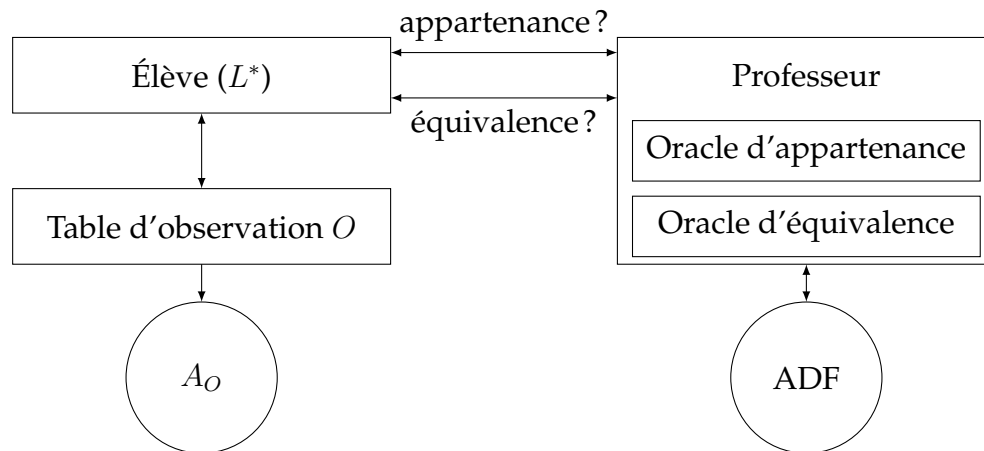 appartenance ?
Élève (L*)
Professeur
équivalence ?
Oracle d'appartenance
Table d'observation O
Oracle d'équivalence
A_O
ADF